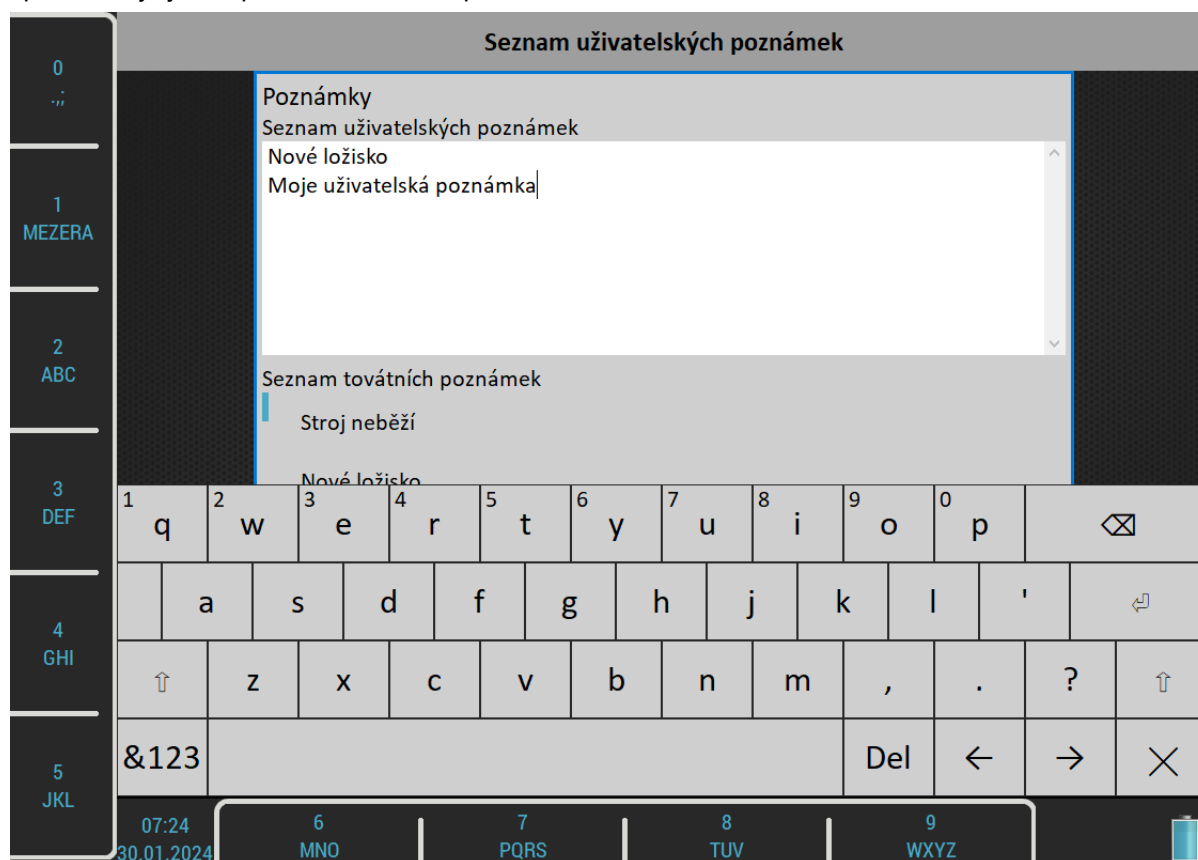 Seznam uživatelských poznámek
0
.,;
1
MEZERA
2
ABC
3
DEF
4
GHI
5
JKL
Poznámky
Seznam uživatelských poznámek
Nové ložisko
Moje uživatelská poznámka
Seznam továtních poznámek
Stroj neběží
Nové ložisko
1 q 2 w 3 e 4 r 5 t 6 y 7 u 8 i 9 o 0 p
a s d f g h j k l '
z x c v b n m , . ?
&123 Del
07:24
30.01.2024
6
MNO
7
PQRS
8
TUV
9
WXYZ